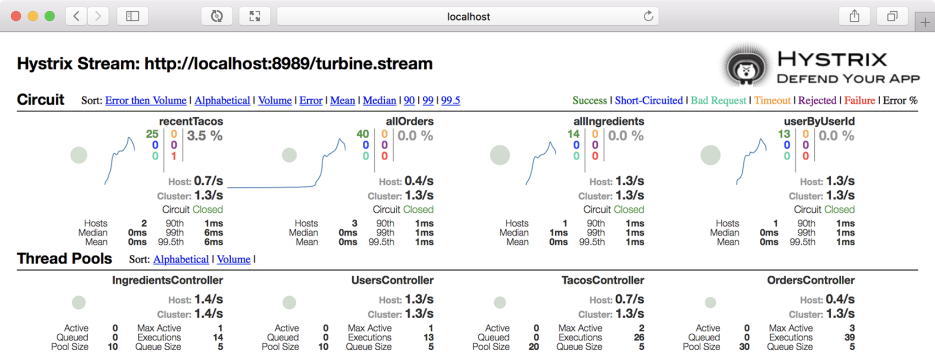 localhost
Hystrix Stream: http://localhost:8989/turbine.stream
HYSTRIX
DEFEND YOUR APP
Circuit Sort: Error then Volume | Alphabetical | Volume | Error | Mean | Median | 90 | 99 | 99.5
Success | Short-Circuited | Bad Request | Timeout | Rejected | Failure | Error %
recentTacos
25 0 3.5 %
0 0
0 1
Host: 0.7/s
Cluster: 1.3/s
Circuit Closed
Hosts 2 90th 1ms
Median 0ms 99th 6ms
Mean 0ms 99.5th 6ms
allOrders
40 0 0.0 %
0 0
0 0
Host: 0.4/s
Cluster: 1.3/s
Circuit Closed
Hosts 3 90th 1ms
Median 0ms 99th 1ms
Mean 0ms 99.5th 1ms
allIngredients
14 0 0.0 %
0 0
0 0
Host: 1.3/s
Cluster: 1.3/s
Circuit Closed
Hosts 1 90th 1ms
Median 1ms 99th 1ms
Mean 0ms 99.5th 1ms
userByUserId
13 0 0.0 %
0 0
0 0
Host: 1.3/s
Cluster: 1.3/s
Circuit Closed
Hosts 1 90th 1ms
Median 0ms 99th 1ms
Mean 0ms 99.5th 1ms
Thread Pools Sort: Alphabetical | Volume |
IngredientsController
Host: 1.4/s
Cluster: 1.4/s
Active 0 Max Active 1
Queued 0 Executions 14
Pool Size 10 Queue Size 5
UsersController
Host: 1.3/s
Cluster: 1.3/s
Active 0 Max Active 1
Queued 0 Executions 13
Pool Size 10 Queue Size 5
TacosController
Host: 0.7/s
Cluster: 1.3/s
Active 0 Max Active 2
Queued 0 Executions 26
Pool Size 20 Queue Size 5
OrdersController
Host: 0.4/s
Cluster: 1.3/s
Active 0 Max Active 3
Queued 0 Executions 39
Pool Size 30 Queue Size 5